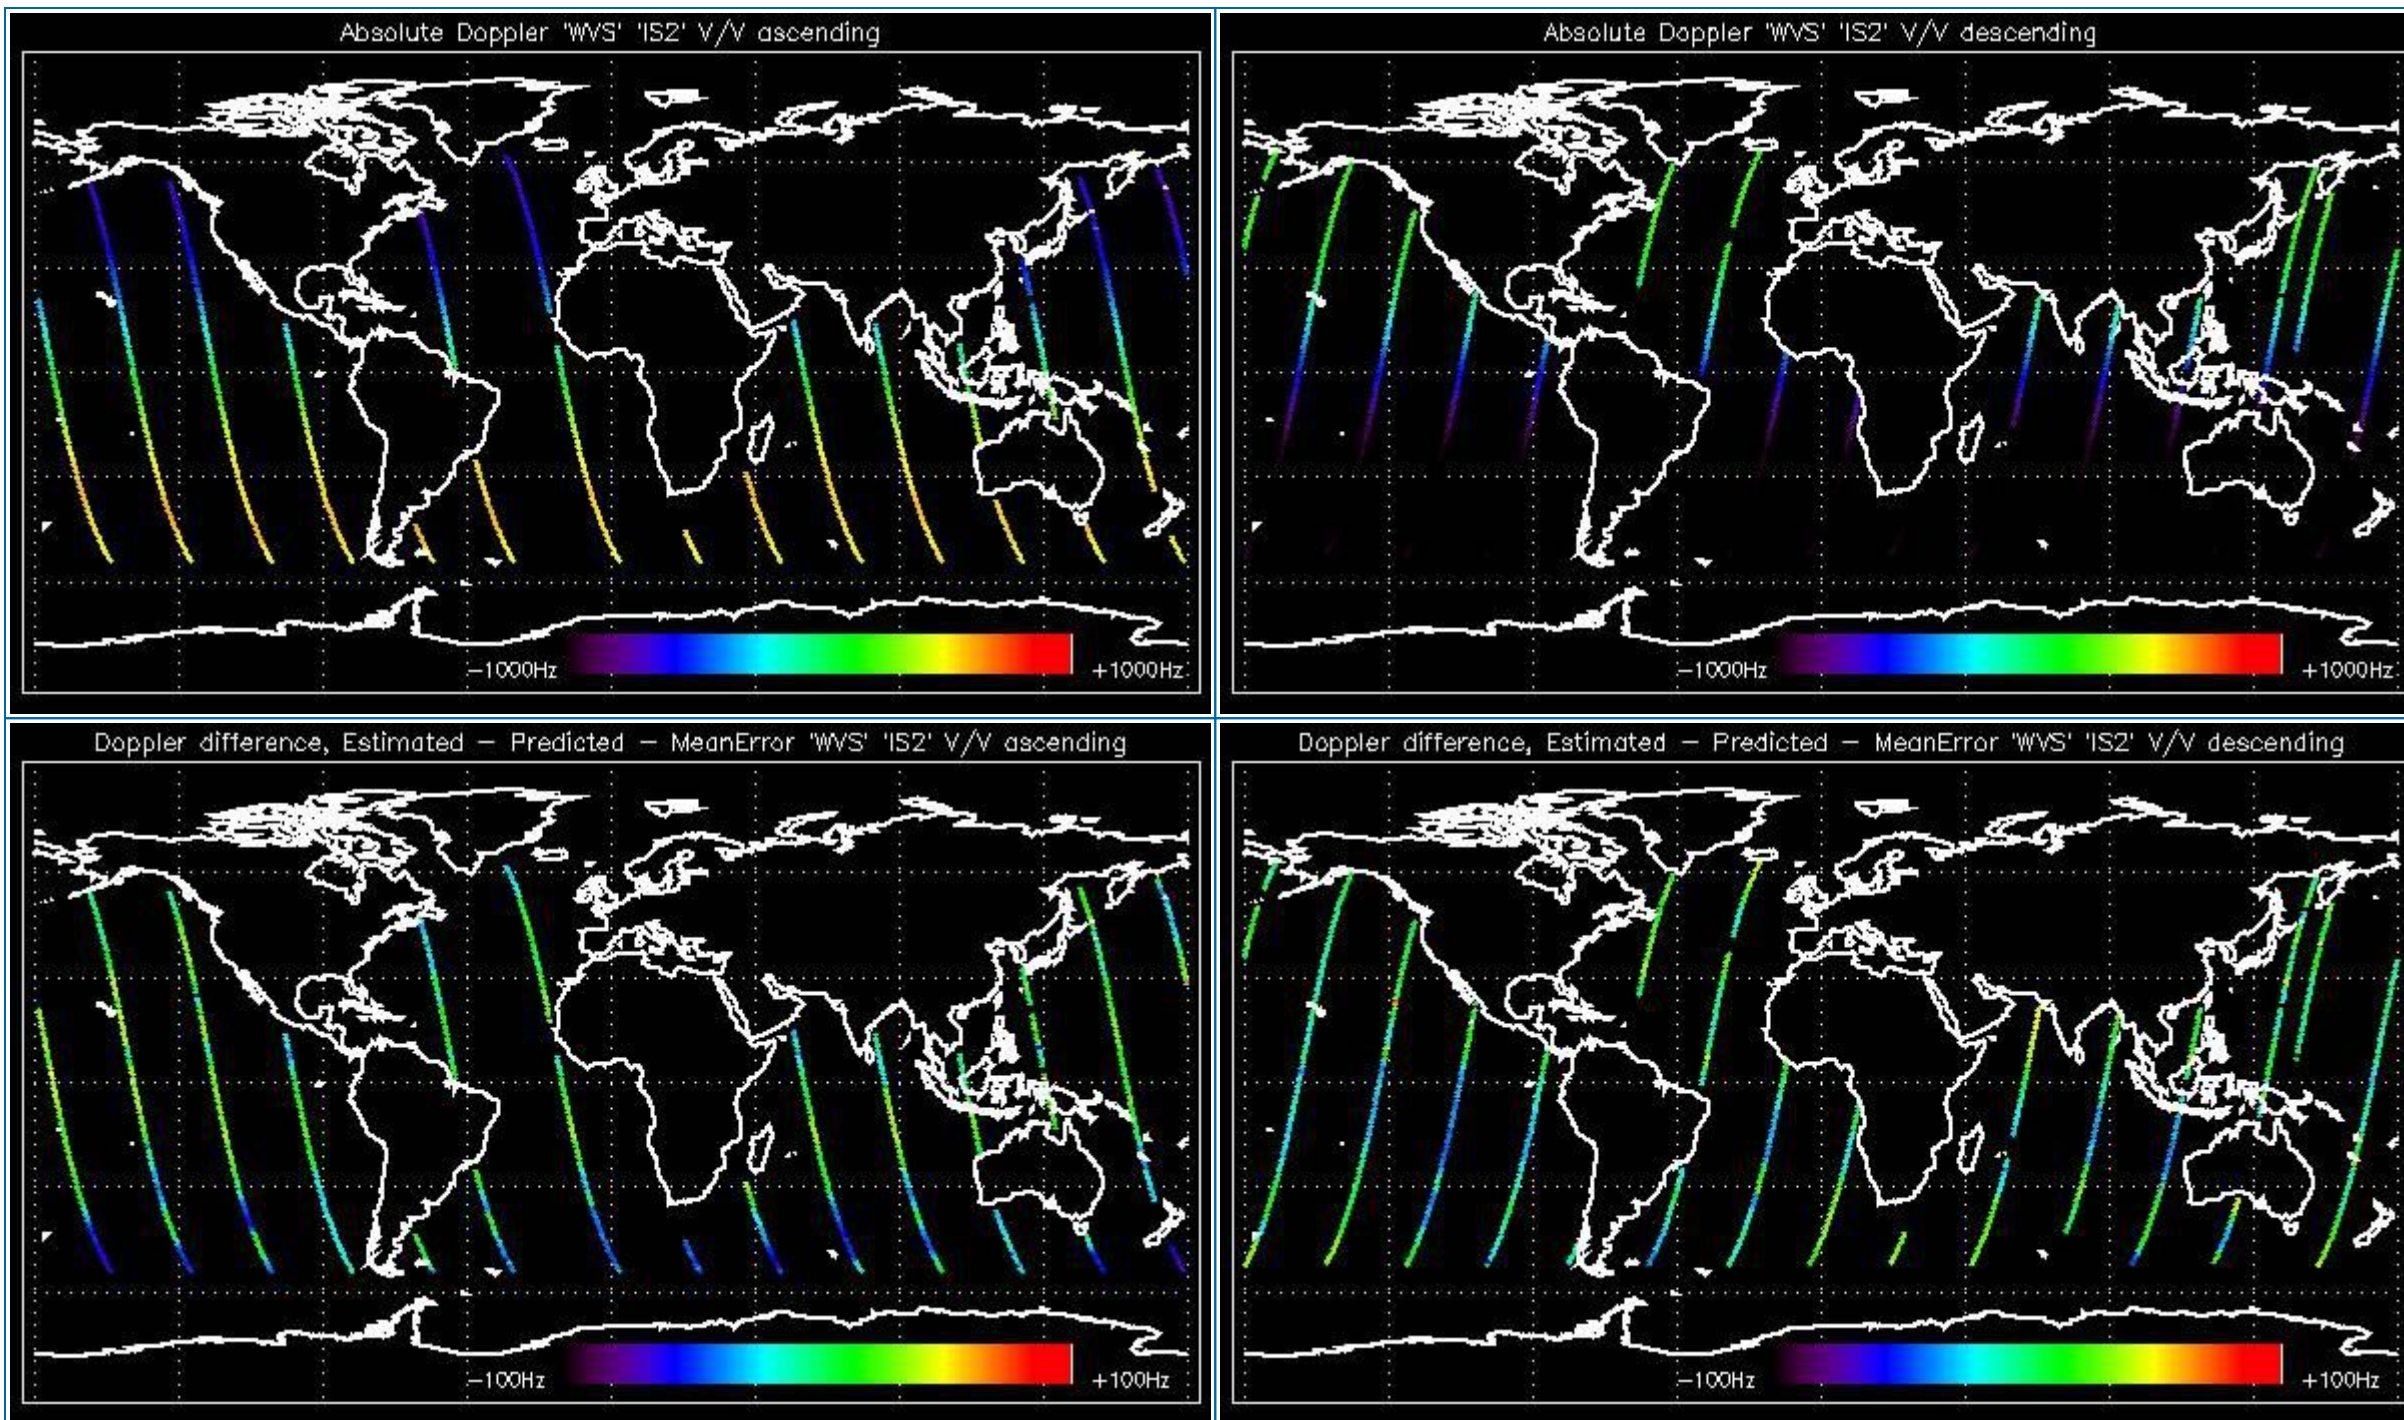 Absolute Doppler 'WVS' 'IS2' V/V ascending
-1000Hz
+1000Hz
Absolute Doppler 'WVS' 'IS2' V/V descending
-1000Hz
+1000Hz
Doppler difference, Estimated - Predicted - MeanError 'WVS' 'IS2' V/V ascending
-100Hz
+100Hz
Doppler difference, Estimated - Predicted - MeanError 'WVS' 'IS2' V/V descending
-100Hz
+100Hz